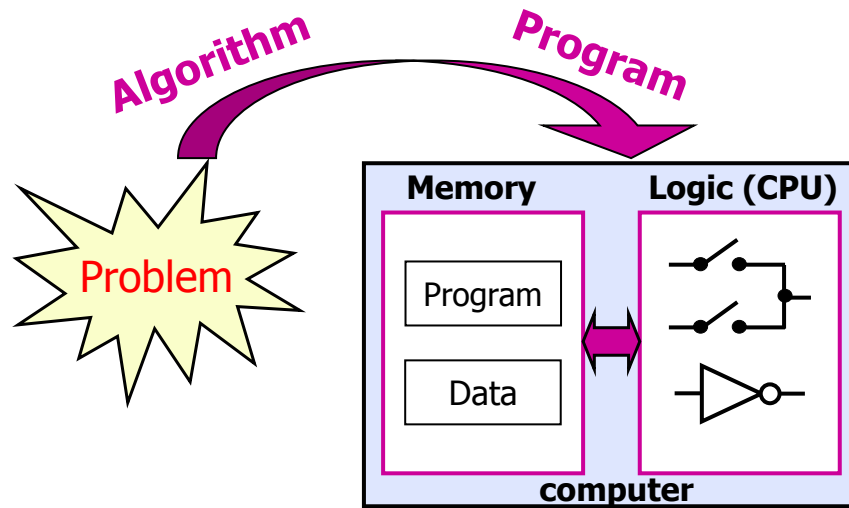 Algorithm
Program
Problem
Memory
Logic (CPU)
Program
Data
computer